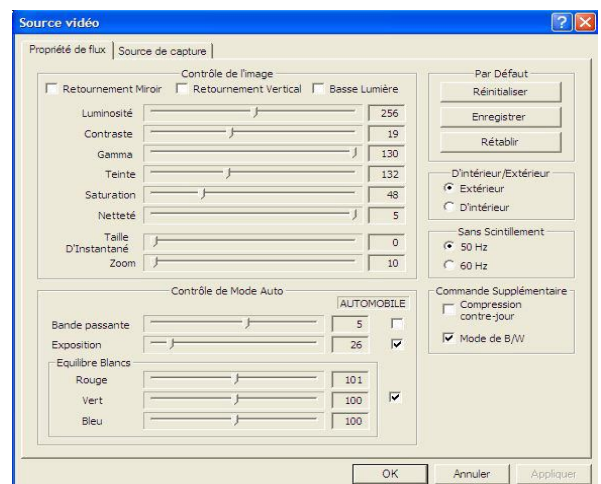 Source vidéo
Propriété de flux
Source de capture
Contrôle de l'image
Retournement Miroir
Retournement Vertical
Basse Lumière
Luminosité 256
Contraste 19
Gamma 130
Teinte 132
Saturation 48
Netteté 5
Taille
D'Instantané 0
Zoom 10
Par Défaut
Réinitialiser
Enregistrer
Rétablir
D'intérieur/Extérieur
Extérieur
D'intérieur
Sans Scintillement
50 Hz
60 Hz
Contrôle de Mode Auto
AUTOMOBILE
Bande passante 5
Exposition 26
Equilibre Blancs
Rouge 101
Vert 100
Bleu 100
Commande Supplémentaire
Compression
contre-jour
Mode de B/W
OK
Annuler
Appliquer